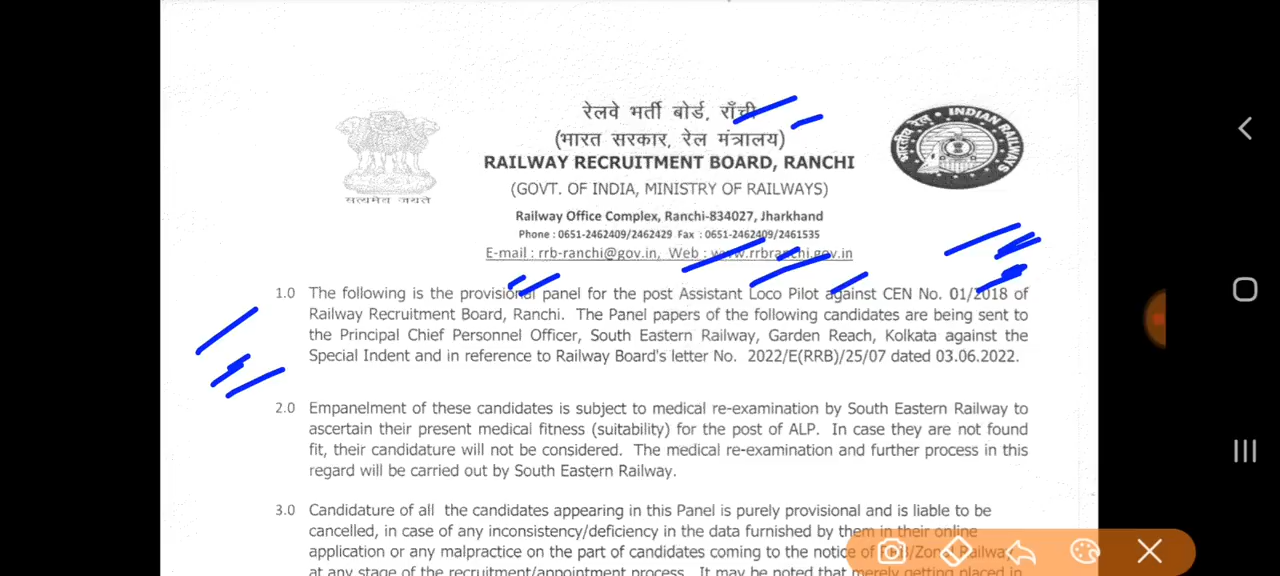 रेलवे भर्ती बोर्ड, राँची
(भारत सरकार, रेल मंत्रालय)
RAILWAY RECRUITMENT BOARD, RANCHI
(GOVT. OF INDIA, MINISTRY OF RAILWAYS)
Railway Office Complex, Ranchi-834027, Jharkhand
Phone : 0651-2462409/2462429 Fax : 0651-2462409/2461535
E-mail : rrb-ranchi@gov.in, Web : www.rrbranchi.gov.in
सत्यमेव जयते
भारतीय रेल INDIAN RAILWAYS
1.0 The following is the provisional panel for the post Assistant Loco Pilot against CEN No. 01/2018 of
Railway Recruitment Board, Ranchi. The Panel papers of the following candidates are being sent to
the Principal Chief Personnel Officer, South Eastern Railway, Garden Reach, Kolkata against the
Special Indent and in reference to Railway Board's letter No. 2022/E(RRB)/25/07 dated 03.06.2022.
2.0 Empanelment of these candidates is subject to medical re-examination by South Eastern Railway to
ascertain their present medical fitness (suitability) for the post of ALP. In case they are not found
fit, their candidature will not be considered. The medical re-examination and further process in this
regard will be carried out by South Eastern Railway.
3.0 Candidature of all the candidates appearing in this Panel is purely provisional and is liable to be
cancelled, in case of any inconsistency/deficiency in the data furnished by them in their online
application or any malpractice on the part of candidates coming to the notice of RRB/Zonal Railway
at any stage of the recruitment/appointment process. It may be noted that merely getting placed in